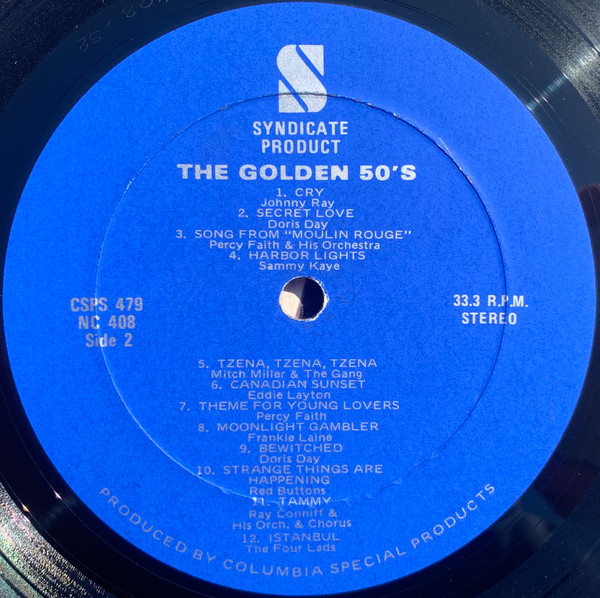 S
SYNDICATE
PRODUCT
THE GOLDEN 50'S
1. CRY
Johnny Ray
2. SECRET LOVE
Doris Day
3. SONG FROM "MOULIN ROUGE"
Percy Faith & His Orchestra
4. HARBOR LIGHTS
Sammy Kaye
CSPS 479
NC 408
Side 2
33.3 R.P.M.
STEREO
5. TZENA, TZENA, TZENA
Mitch Miller & The Gang
6. CANADIAN SUNSET
Eddie Layton
7. THEME FOR YOUNG LOVERS
Percy Faith
8. MOONLIGHT GAMBLER
Frankie Laine
9. BEWITCHED
Doris Day
10. STRANGE THINGS ARE
HAPPENING
Red Buttons
11. TAMMY
Ray Conniff &
His Orch. & Chorus
12. ISTANBUL
The Four Lads
PRODUCED BY COLUMBIA SPECIAL PRODUCTS